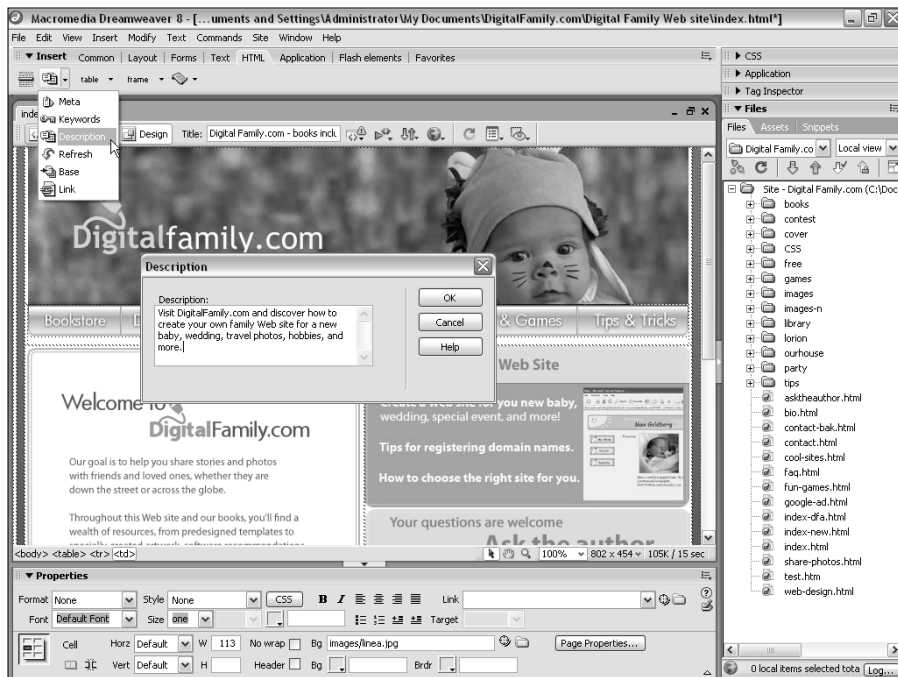 Macromedia Dreamweaver 8 - [...uments and Settings\Administrator\My Documents\DigitalFamily.com\Digital Family Web site\index.html*]
File Edit View Insert Modify Text Commands Site Window Help
Insert Common Layout Forms Text HTML Application Flash elements Favorites
table frame
Meta
Keywords
Description
Refresh
Base
Link
Design Title: Digital Family.com - books incl
Digitalfamily.com
Description
Description:
Visit DigitalFamily.com and discover how to
create your own family Web site for a new
baby, wedding, travel photos, hobbies, and
more.
OK
Cancel
Help
Bookstore
& Games Tips & Tricks
Welcome to
DigitalFamily.com
Our goal is to help you share stories and photos
with friends and loved ones, whether they are
down the street or across the globe.
Throughout this Web site and our books, you'll find a
wealth of resources, from predesigned templates to
Web Site
Create a Web site for you new baby,
wedding, special event, and more!
Tips for registering domain names.
How to choose the right site for you.
Max Goldberg
Your questions are welcome
Ask the author
<body> <table> <tr> <td>
100% 802 x 454 105K / 15 sec
Properties
Format None Style None CSS B I Link
Font Default Font Size one Target
Cell Horz Default W 113 No wrap Bg images/linea.jpg Page Properties...
Vert Default H Header Bg Brdr
CSS
Application
Tag Inspector
Files
Files Assets Snippets
Digital Family.co Local view
Site - Digital Family.com (C:\Doc
books
contest
cover
CSS
free
games
images
images-n
library
lorion
ourhouse
party
tips
asktheauthor.html
bio.html
contact-bak.html
contact.html
cool-sites.html
faq.html
fun-games.html
google-ad.html
index-dfa.html
index-new.html
index.html
share-photos.html
test.htm
web-design.html
0 local items selected tota Log...